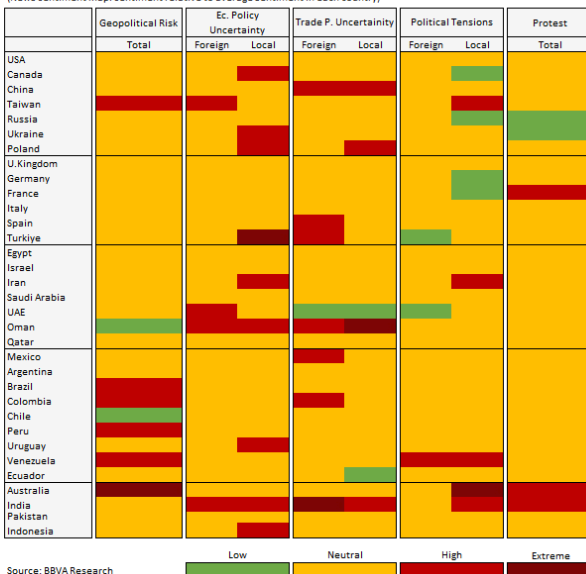 Geopolitical Risk Ec. Policy Uncertainty Trade P. Uncertainty Political Tensions Protest
Total Foreign Local Foreign Local Foreign Local Total
USA
Canada
China
Taiwan
Russia
Ukraine
Poland
U.Kingdom
Germany
France
Italy
Spain
Turkiye
Egypt
Israel
Iran
Saudi Arabia
UAE
Oman
Qatar
Mexico
Argentina
Brazil
Colombia
Chile
Peru
Uruguay
Venezuela
Ecuador
Australia
India
Pakistan
Indonesia
Low Neutral High Extreme
Source: BBVA Research